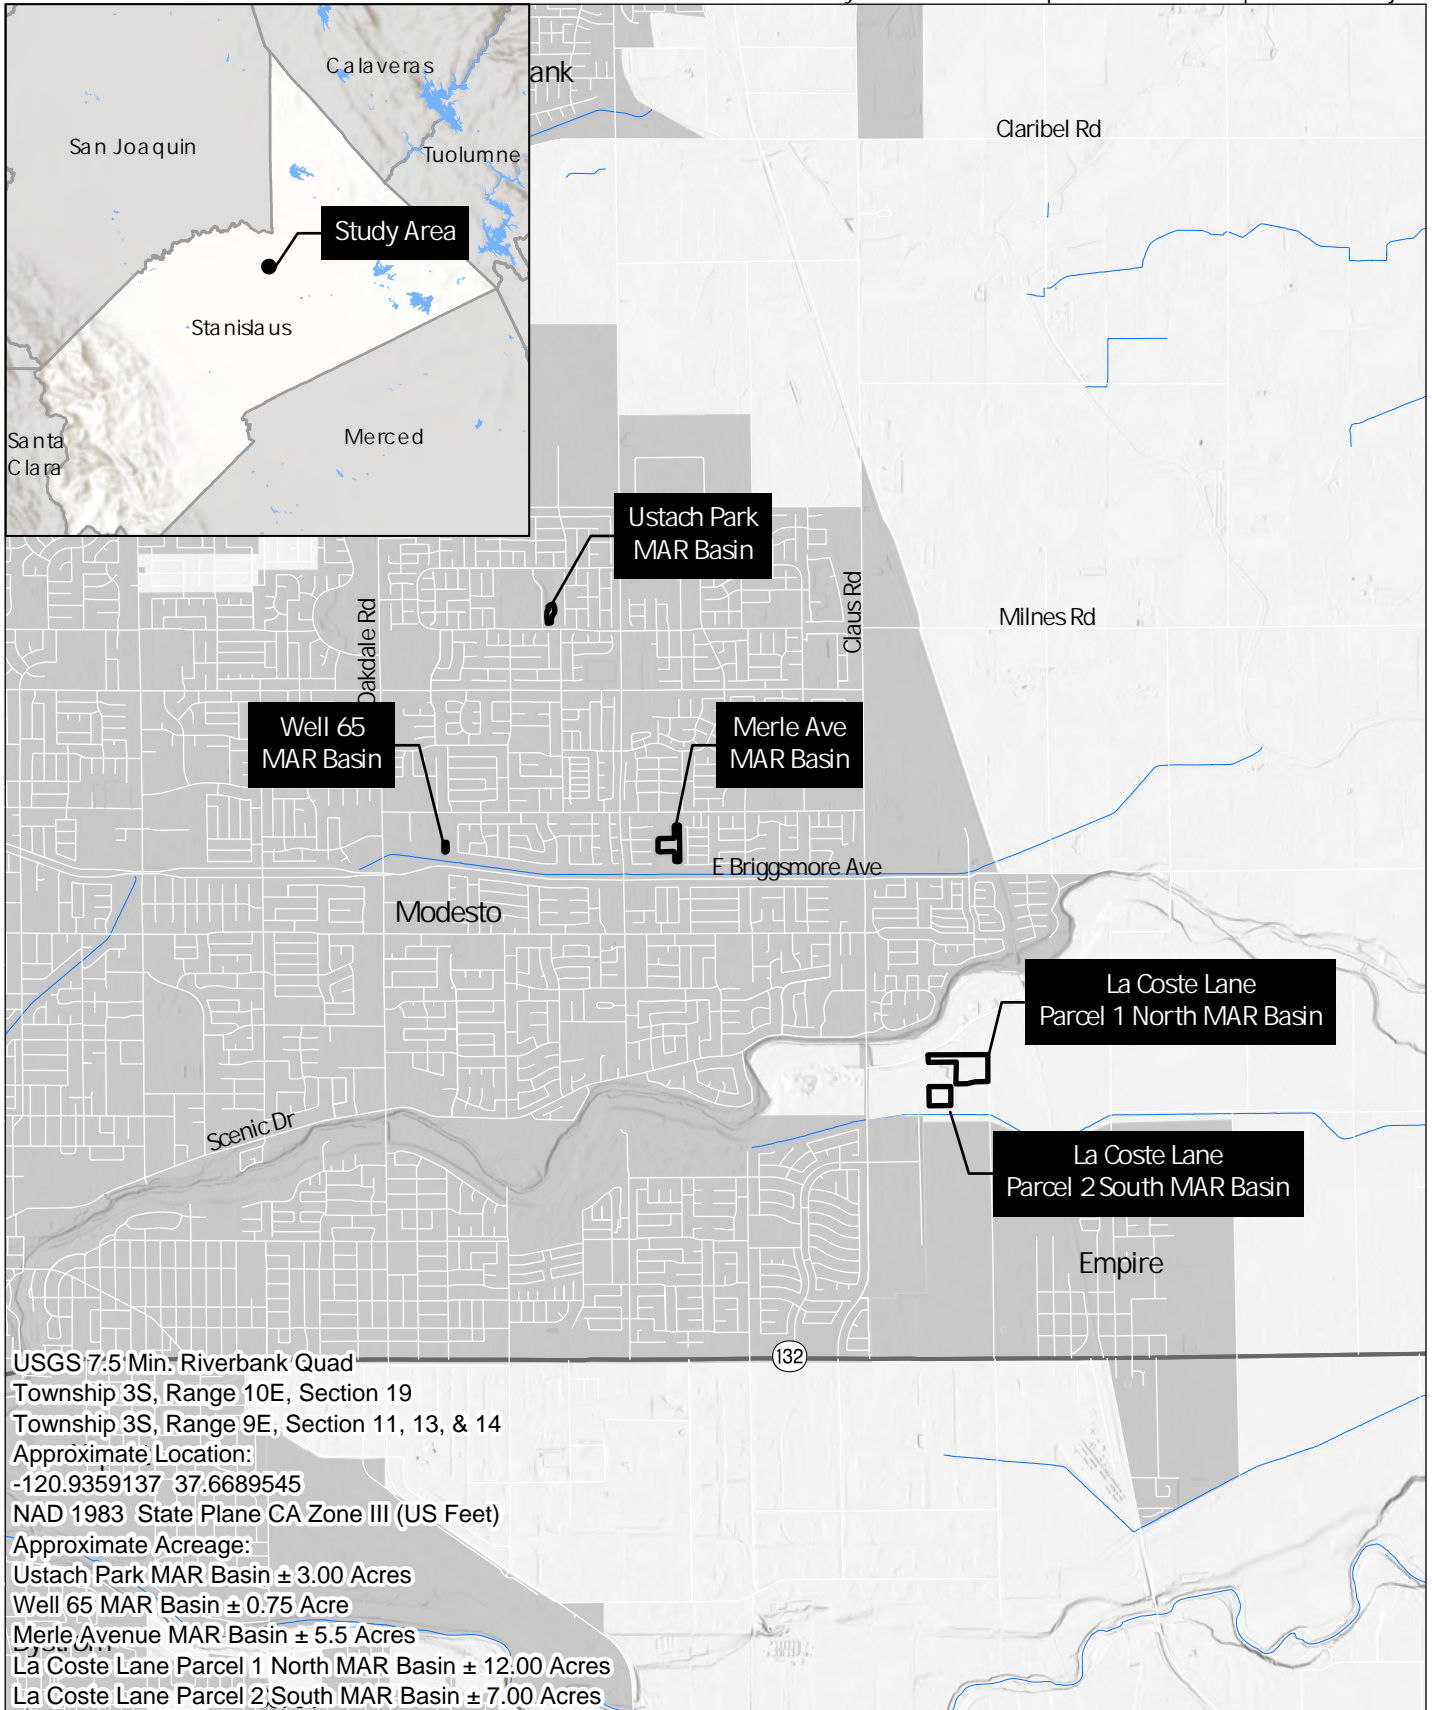 Calaveras
ank
San Joaquin
Tuolumne
Claribel Rd
Study Area
Stanislaus
Merced
Santa
Clara
Ustach Park
MAR Basin
Oakdale Rd
Claus Rd
Milnes Rd
Well 65
MAR Basin
Merle Ave
MAR Basin
E Briggsmore Ave
Modesto
La Coste Lane
Parcel 1 North MAR Basin
Scenic Dr
La Coste Lane
Parcel 2 South MAR Basin
Empire
132
USGS 7.5 Min. Riverbank Quad
Township 3S, Range 10E, Section 19
Township 3S, Range 9E, Section 11, 13, & 14
Approximate Location:
-120.9359137 37.6689545
NAD 1983 State Plane CA Zone III (US Feet)
Approximate Acreage:
Ustach Park MAR Basin ± 3.00 Acres
Well 65 MAR Basin ± 0.75 Acre
Merle Avenue MAR Basin ± 5.5 Acres
La Coste Lane Parcel 1 North MAR Basin ± 12.00 Acres
La Coste Lane Parcel 2 South MAR Basin ± 7.00 Acres